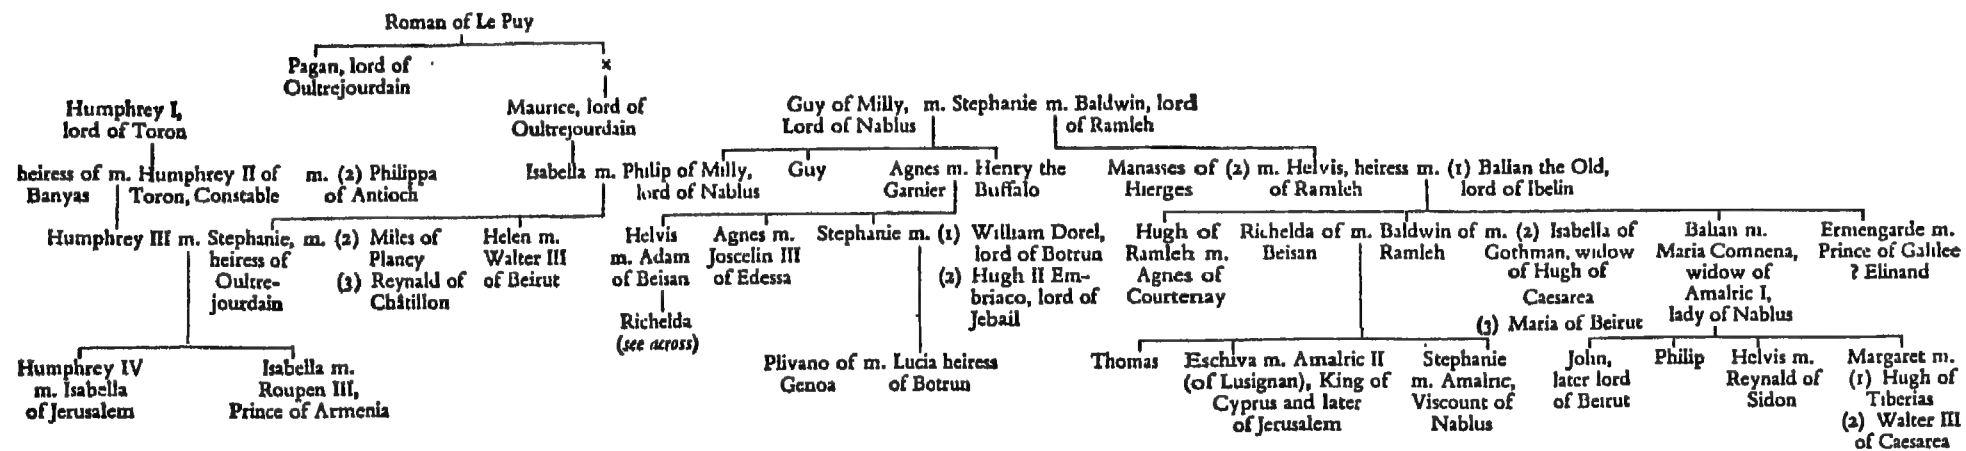 Roman of Le Puy
Pagan, lord of
Oultrejourdain
x
Humphrey I,
lord of Toron
Maurice, lord of
Oultrejourdain
Guy of Milly, m. Stephanie m. Baldwin, lord
Lord of Nablus
of Ramleh
heiress of m. Humphrey II of m. (2) Philippa
Banyas
Toron, Constable
of Antioch
Isabella m. Philip of Milly,
lord of Nablus
Guy
Agnes m. Henry the
Garnier
Buffalo
Manasses of (2) m. Helvis, heiress m. (1) Balian the Old,
Hierges
of Ramleh
lord of Ibelin
Humphrey III m. Stephanie, m. (2) Miles of
heiress of
Plancy
Oultre-
(3) Reynald of
jourdain
Châtillon
Helen m.
Walter III
of Beirut
Helvis
m. Adam
of Beisan
Agnes m.
Joscelin III
of Edessa
Stephanie m. (1) William Dorel,
lord of Botrun
(2) Hugh II Em-
briaco, lord of
Jebail
Hugh of
Ramleh m.
Agnes of
Courtenay
Richelda of m. Baldwin of m. (2) Isabella of
Beisan
Ramleh
Gothman, widow
of Hugh of
Caesarea
(3) Maria of Beirut
Balian m.
Maria Comnena,
widow of
Amalric I,
lady of Nablus
Ermengarde m.
Prince of Galilee
? Elinand
Richelda
(see across)
Humphrey IV
m. Isabella
of Jerusalem
Isabella m.
Roupen III,
Prince of Armenia
Plivano of m. Lucia heiress
Genoa
of Botrun
Thomas
Eschiva m. Amalric II
(of Lusignan), King of
Cyprus and later
of Jerusalem
Stephanie
m. Amalric,
Viscount of
Nablus
John,
later lord
of Beirut
Philip
Helvis m.
Reynald of
Sidon
Margaret m.
(1) Hugh of
Tiberias
(2) Walter III
of Caesarea